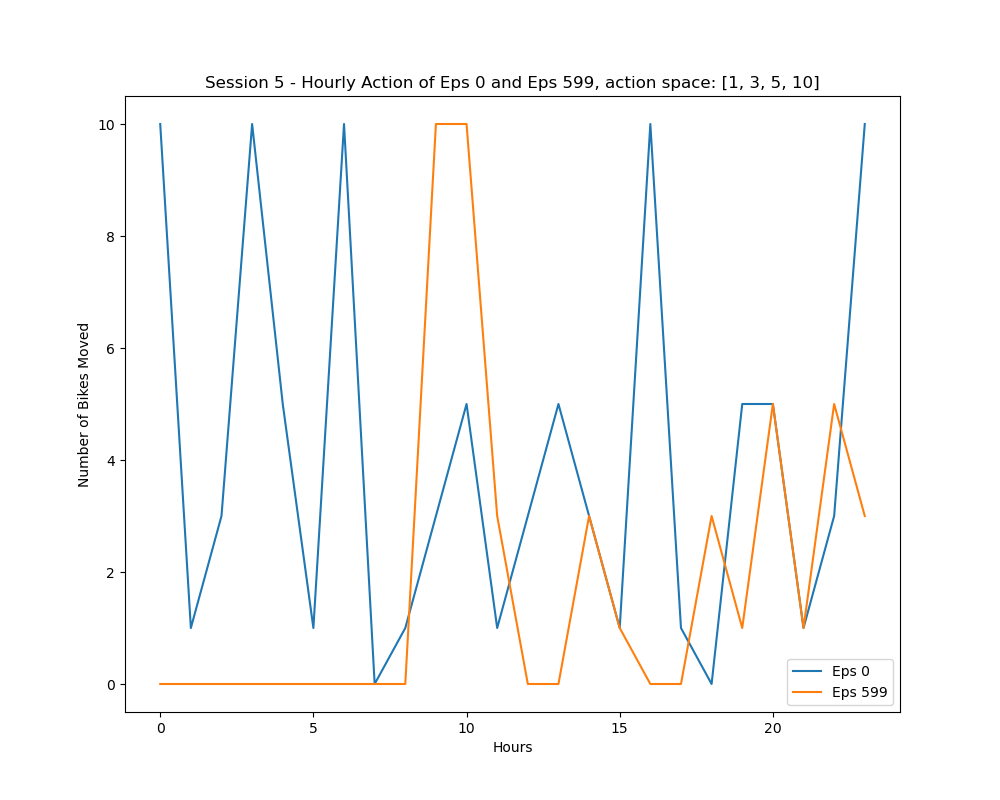 Session 5 - Hourly Action of Eps 0 and Eps 599, action space: [1, 3, 5, 10]
10
8
6
4
2
0
Number of Bikes Moved
Eps 0
Eps 599
0 5 10 15 20
Hours